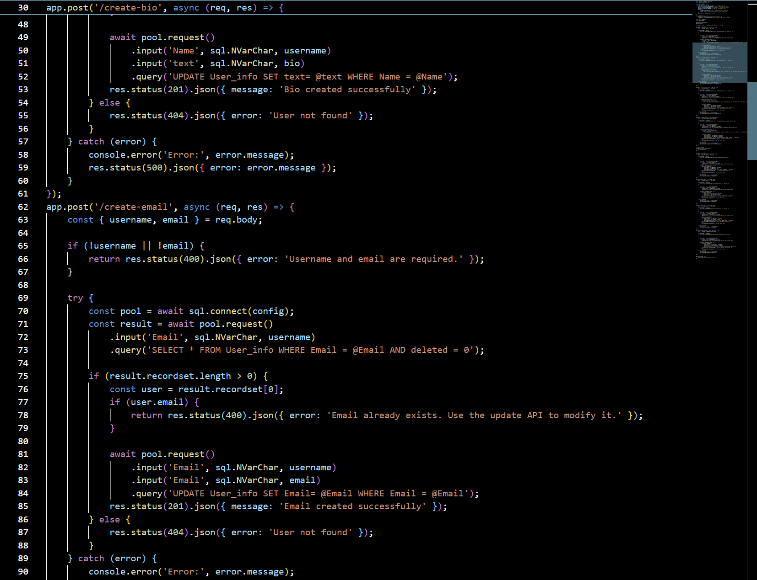 30 app.post('/create-bio', async (req, res) => {
48
49 await pool.request()
50 .input('Name', sql.NVarChar, username)
51 .input('text', sql.NVarChar, bio)
52 .query('UPDATE User_info SET text= @text WHERE Name = @Name');
53 res.status(201).json({ message: 'Bio created successfully' });
54 } else {
55 res.status(404).json({ error: 'User not found' });
56 }
57 } catch (error) {
58 console.error('Error:', error.message);
59 res.status(500).json({ error: error.message });
60 }
61 });
62 app.post('/create-email', async (req, res) => {
63 const { username, email } = req.body;
64
65 if (!username || !email) {
66 return res.status(400).json({ error: 'Username and email are required.' });
67 }
68
69 try {
70 const pool = await sql.connect(config);
71 const result = await pool.request()
72 .input('Email', sql.NVarChar, username)
73 .query('SELECT * FROM User_info WHERE Email = @Email AND deleted = 0');
74
75 if (result.recordset.length > 0) {
76 const user = result.recordset[0];
77 if (user.email) {
78 return res.status(400).json({ error: 'Email already exists. Use the update API to modify it.' });
79 }
80
81 await pool.request()
82 .input('Email', sql.NVarChar, username)
83 .input('Email', sql.NVarChar, email)
84 .query('UPDATE User_info SET Email= @Email WHERE Email = @Email');
85 res.status(201).json({ message: 'Email created successfully' });
86 } else {
87 res.status(404).json({ error: 'User not found' });
88 }
89 } catch (error) {
90 console.error('Error:', error.message);